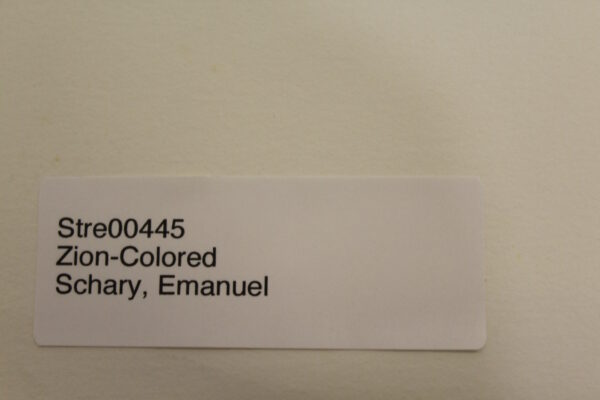 Stre00445
Zion-Colored
Schary, Emanuel